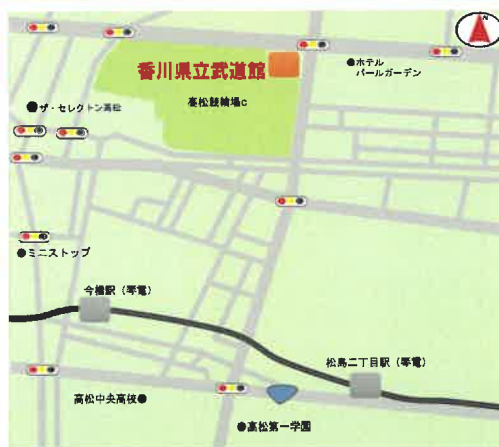 香川県立武道館
●ホテル
パールガーデン
●ザ・セレクトン高松
高松競輪場c
●ミニストップ
今橋駅（琴電）
松島二丁目駅（琴電）
高松中央高校●
●高松第一学園